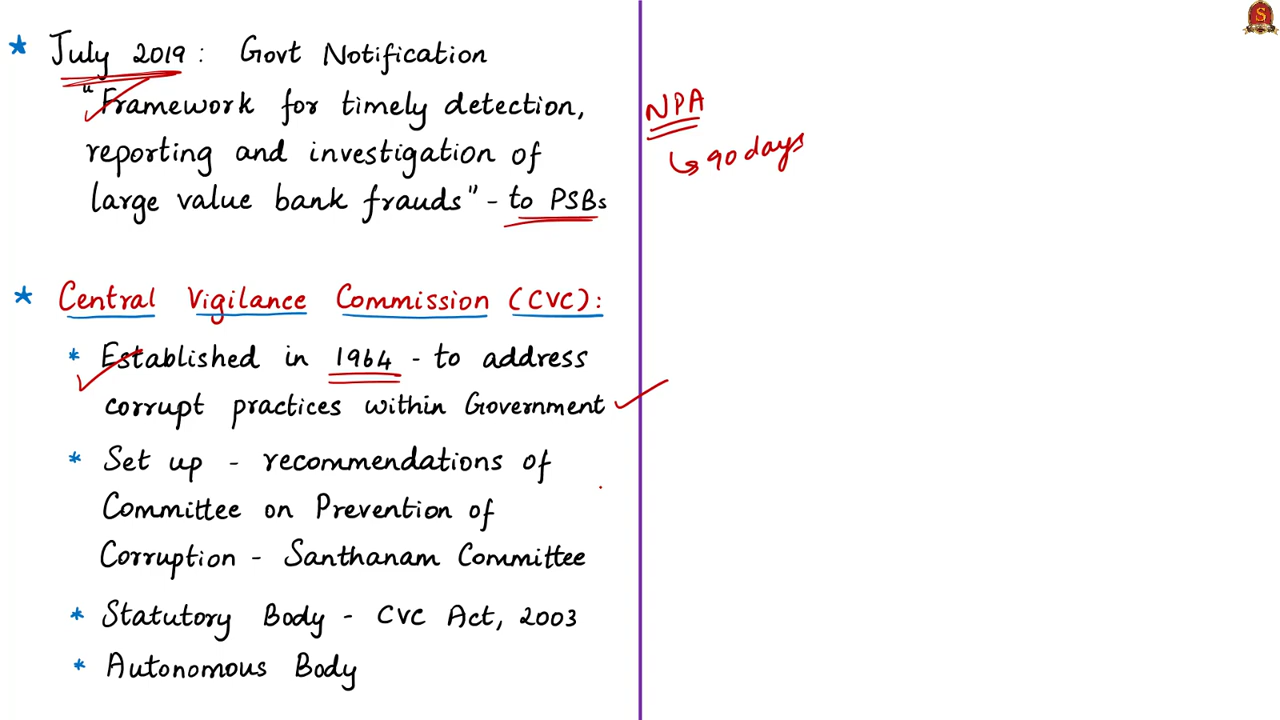 * July 2019 : Govt Notification
"Framework for timely detection,
reporting and investigation of
large value bank frauds" - to PSBs
* Central Vigilance Commission (CVC):
* Established in 1964 - to address
corrupt practices within Government
* Set up - recommendations of
Committee on Prevention of
Corruption - Santhanam Committee
* Statutory Body - CVC Act, 2003
* Autonomous Body
NPA
↳ 90 days
S